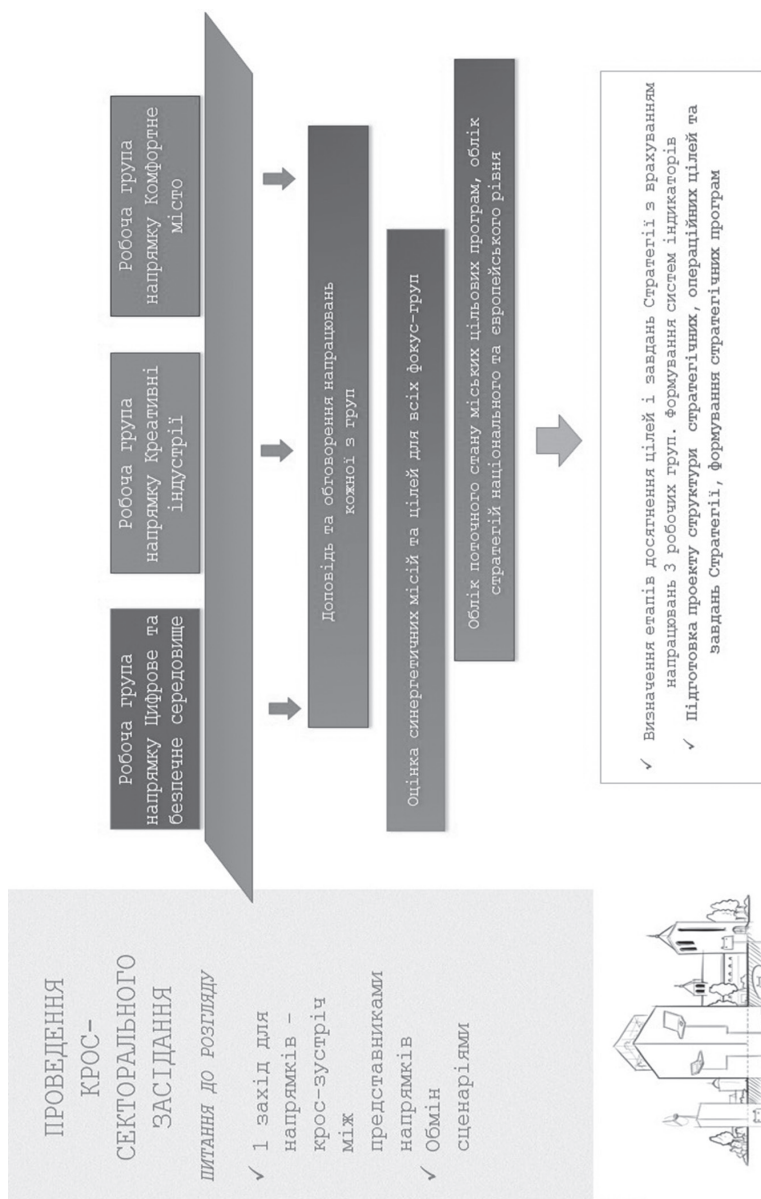 ПРОВЕДЕННЯ
КРОС-
СЕКТОРАЛЬНОГО
ЗАСІДАННЯ
ПИТАННЯ ДО РОЗГЛЯДУ
✓ 1 захід для
напрямків –
крос-зустріч
між
представниками
напрямків
✓ Обмін
сценаріями
Робоча група
напрямку Цифрове та
безпечне середовище
Робоча група
напрямку Креативні
індустрії
Робоча група
напрямку Комфортне
місто
Доповідь та обговорення напрацювань
кожної з груп
Оцінка синергетичних місій та цілей для всіх фокус-груп
Облік поточного стану міських цільових програм, облік
стратегій національного та європейського рівня
✓ Визначення етапів досягнення цілей і завдань Стратегії з врахуванням
напрацювань 3 робочих груп. Формування систем індикаторів
✓ Підготовка проекту структури стратегічних, операційних цілей та
завдань Стратегії, формування стратегічних програм